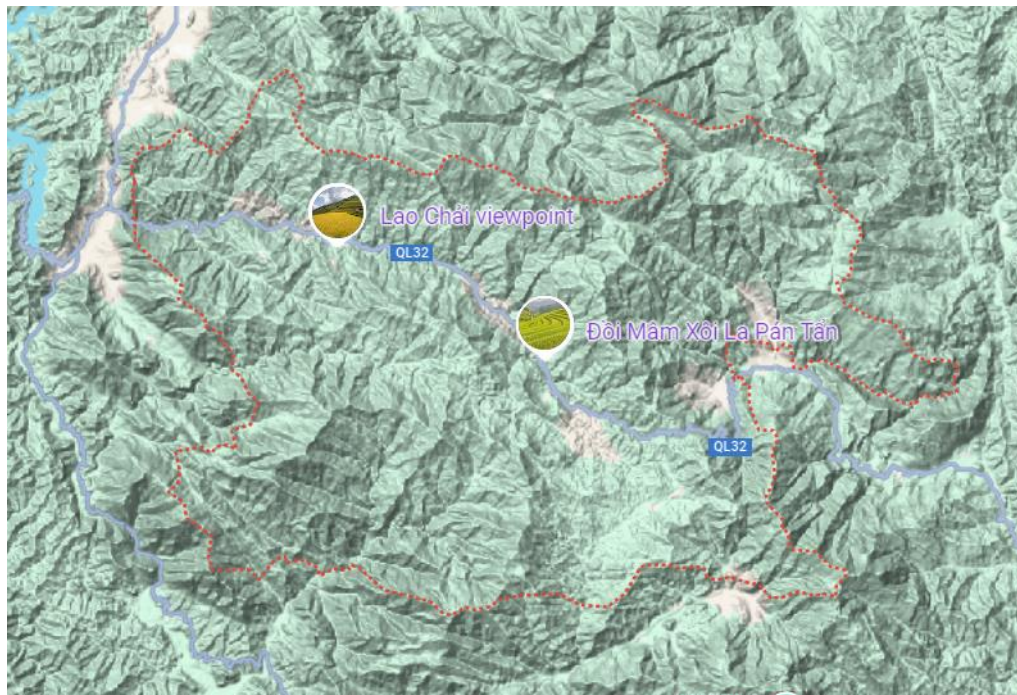 Lao Chải viewpoint
QL32
Đồi Mâm Xôi La Pán Tẩn
QL32